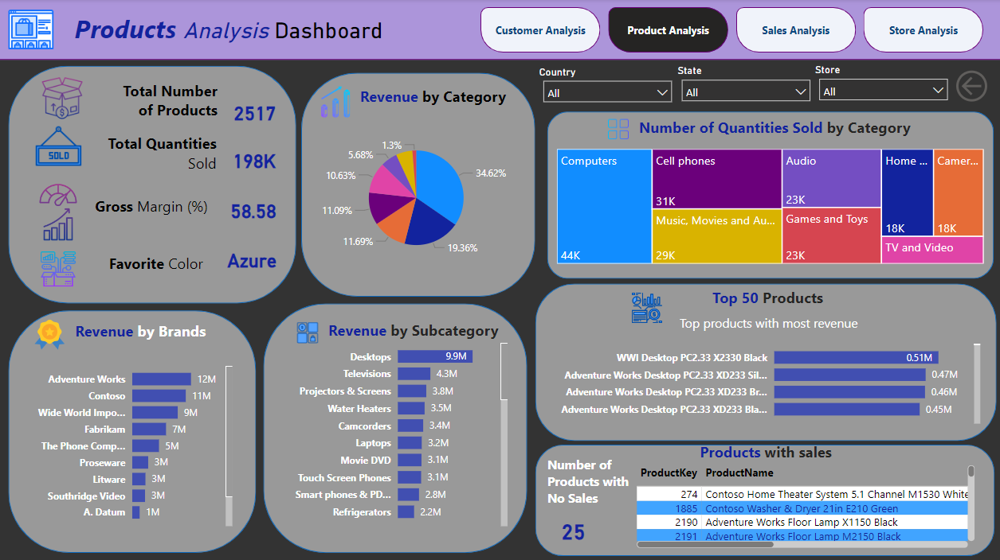 Products Analysis Dashboard
Customer Analysis
Product Analysis
Sales Analysis
Store Analysis
Country
All
State
All
Store
All
Total Number
of Products
2517
Total Quantities
Sold
198K
SOLD
Gross Margin (%)
58.58
Favorite Color
Azure
Revenue by Category
1.3%
5.68%
10.63%
11.09%
11.69%
19.36%
34.62%
Number of Quantities Sold by Category
Computers
44K
Cell phones
31K
Music, Movies and Au...
29K
Audio
23K
Games and Toys
23K
Home ...
18K
Camer...
18K
TV and Video
Revenue by Brands
Adventure Works 12M
Contoso 11M
Wide World Impo... 9M
Fabrikam 7M
The Phone Comp... 5M
Proseware 3M
Litware 3M
Southridge Video 3M
A. Datum 1M
Revenue by Subcategory
Desktops 9.9M
Televisions 4.3M
Projectors & Screens 3.8M
Water Heaters 3.5M
Camcorders 3.4M
Laptops 3.2M
Movie DVD 3.1M
Touch Screen Phones 3.1M
Smart phones & PD... 2.8M
Refrigerators 2.2M
Top 50 Products
Top products with most revenue
WWI Desktop PC2.33 X2330 Black 0.51M
Adventure Works Desktop PC2.33 XD233 Sil... 0.47M
Adventure Works Desktop PC2.33 XD233 Br... 0.46M
Adventure Works Desktop PC2.33 XD233 Bla... 0.45M
Number of
Products with
No Sales
25
Products with sales
ProductKey ProductName
274 Contoso Home Theater System 5.1 Channel M1530 White
1885 Contoso Washer & Dryer 21in E210 Green
2190 Adventure Works Floor Lamp X1150 Black
2191 Adventure Works Floor Lamp M2150 Black